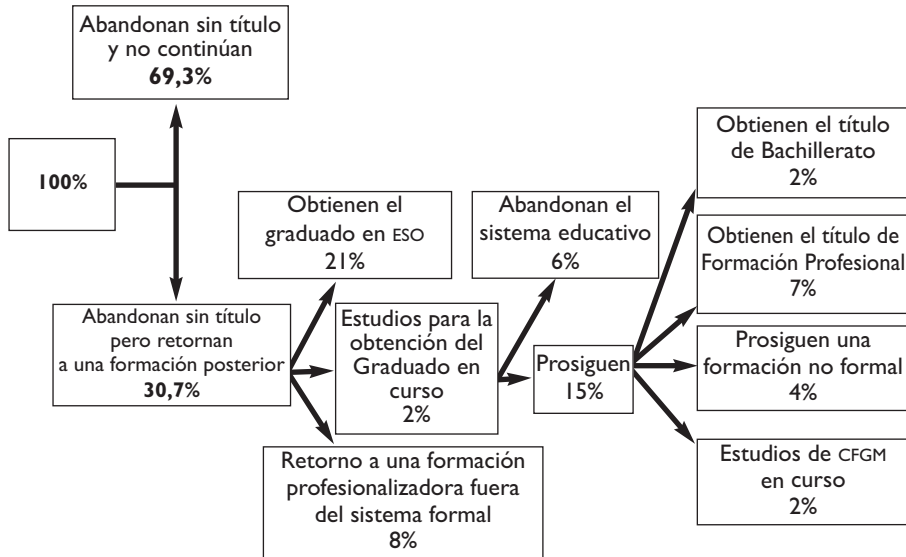 Abandonan sin título
y no continúan
69,3%
100%
Abandonan sin título
pero retornan
a una formación posterior
30,7%
Obtienen el
graduado en ESO
21%
Estudios para la
obtención del
Graduado en
curso
2%
Retorno a una formación
profesionalizadora fuera
del sistema formal
8%
Abandonan el
sistema educativo
6%
Prosiguen
15%
Obtienen el título
de Bachillerato
2%
Obtienen el título de
Formación Profesional
7%
Prosiguen una
formación no formal
4%
Estudios de CFGM
en curso
2%